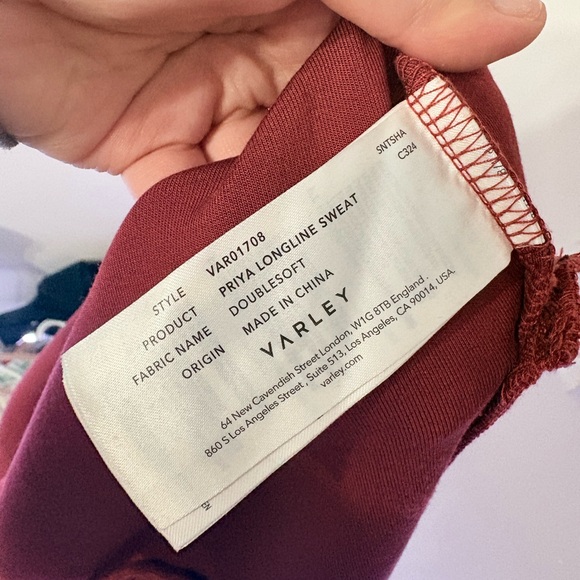 SNTSHA
C324
STYLE VAR01708
PRODUCT PRIYA LONGLINE SWEAT
FABRIC NAME DOUBLESOFT
ORIGIN MADE IN CHINA
VARLEY
64 New Cavendish Street London, W1G 8TB England .
860 S Los Angeles Street , Suite 513, Los Angeles, CA 90014, USA.
varley.com